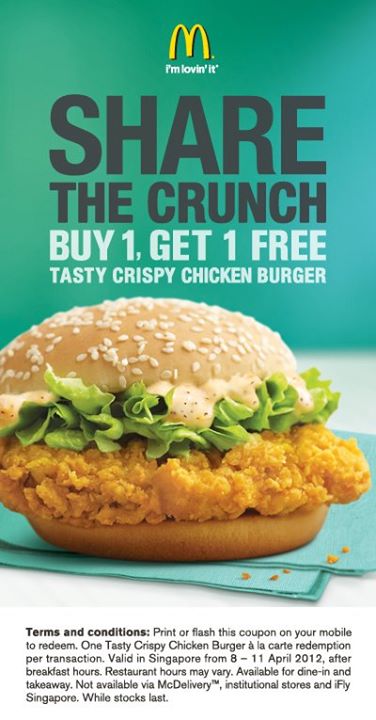 i'm lovin' it
SHARE
THE CRUNCH
BUY 1, GET 1 FREE
TASTY CRISPY CHICKEN BURGER
Terms and conditions: Print or flash this coupon on your mobile
to redeem. One Tasty Crispy Chicken Burger à la carte redemption
per transaction. Valid in Singapore from 8 – 11 April 2012, after
breakfast hours. Restaurant hours may vary. Available for dine-in and
takeaway. Not available via McDelivery™, institutional stores and iFly
Singapore. While stocks last.